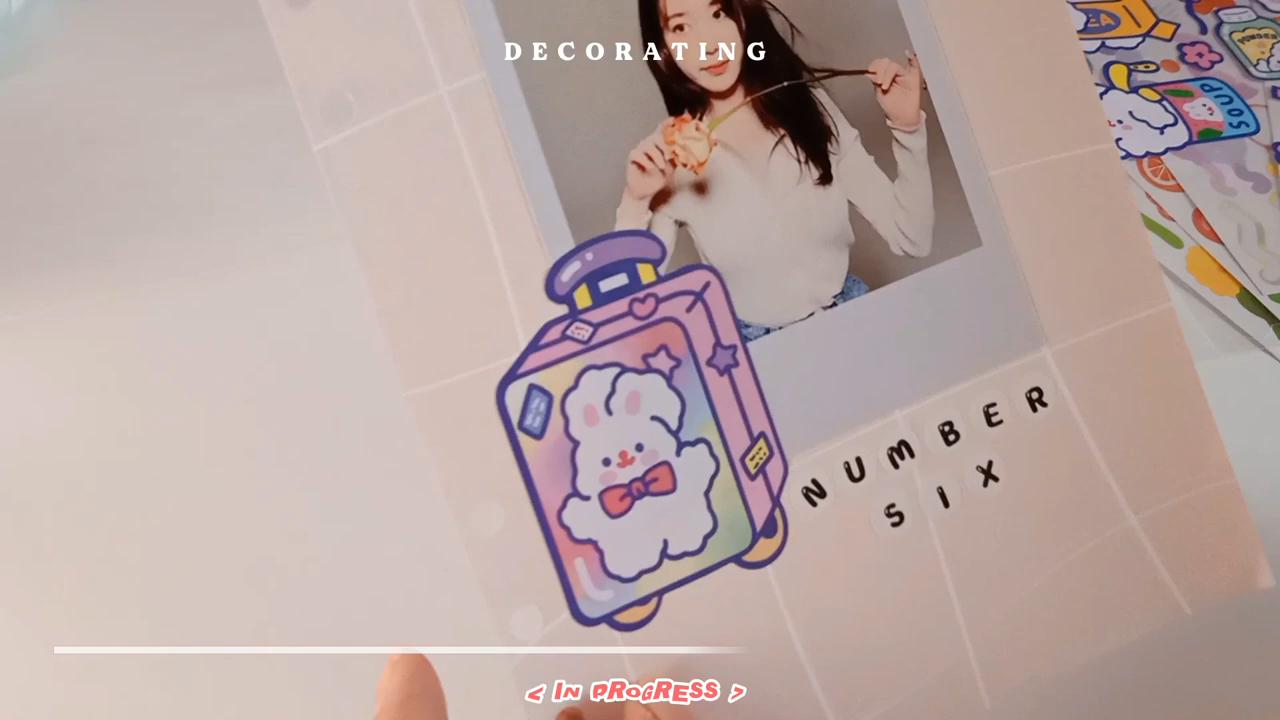 DECORATING
SOUP
NUMBER
SIX
< IN PROGRESS >